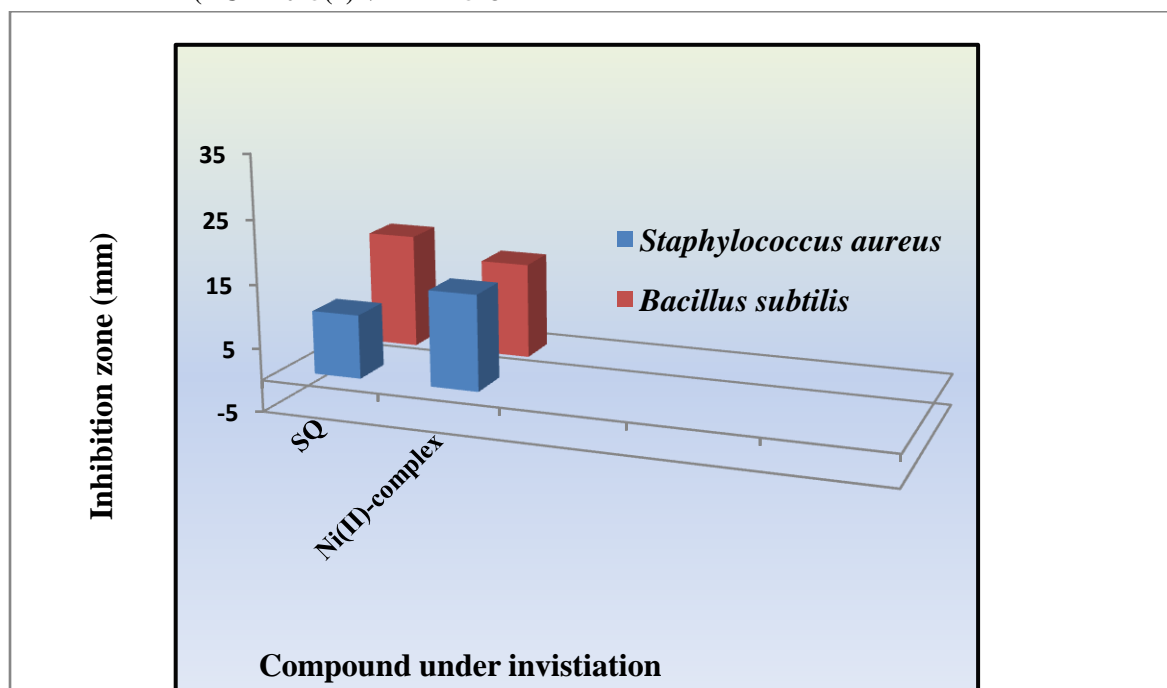 35
25
15
5
-5
Inhibition zone (mm)
Staphylococcus aureus
Bacillus subtilis
SQ
Ni(II)-complex
Compound under invistiation